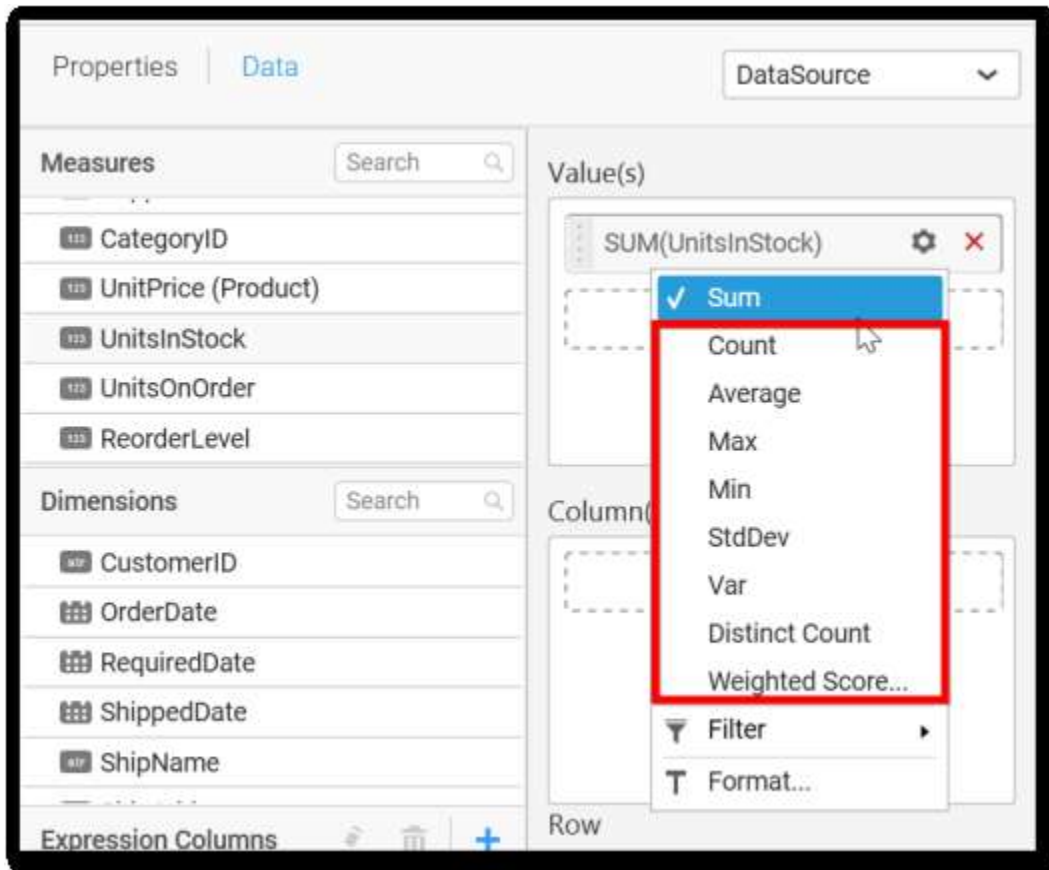 Properties
Data
DataSource
Measures
Search
CategoryID
UnitPrice (Product)
UnitsInStock
UnitsOnOrder
ReorderLevel
Dimensions
Search
CustomerID
OrderDate
RequiredDate
ShippedDate
ShipName
Expression Columns
Value(s)
SUM(UnitsInStock)
Sum
Count
Average
Max
Min
StdDev
Var
Distinct Count
Weighted Score...
Filter
Format...
Column(
Row